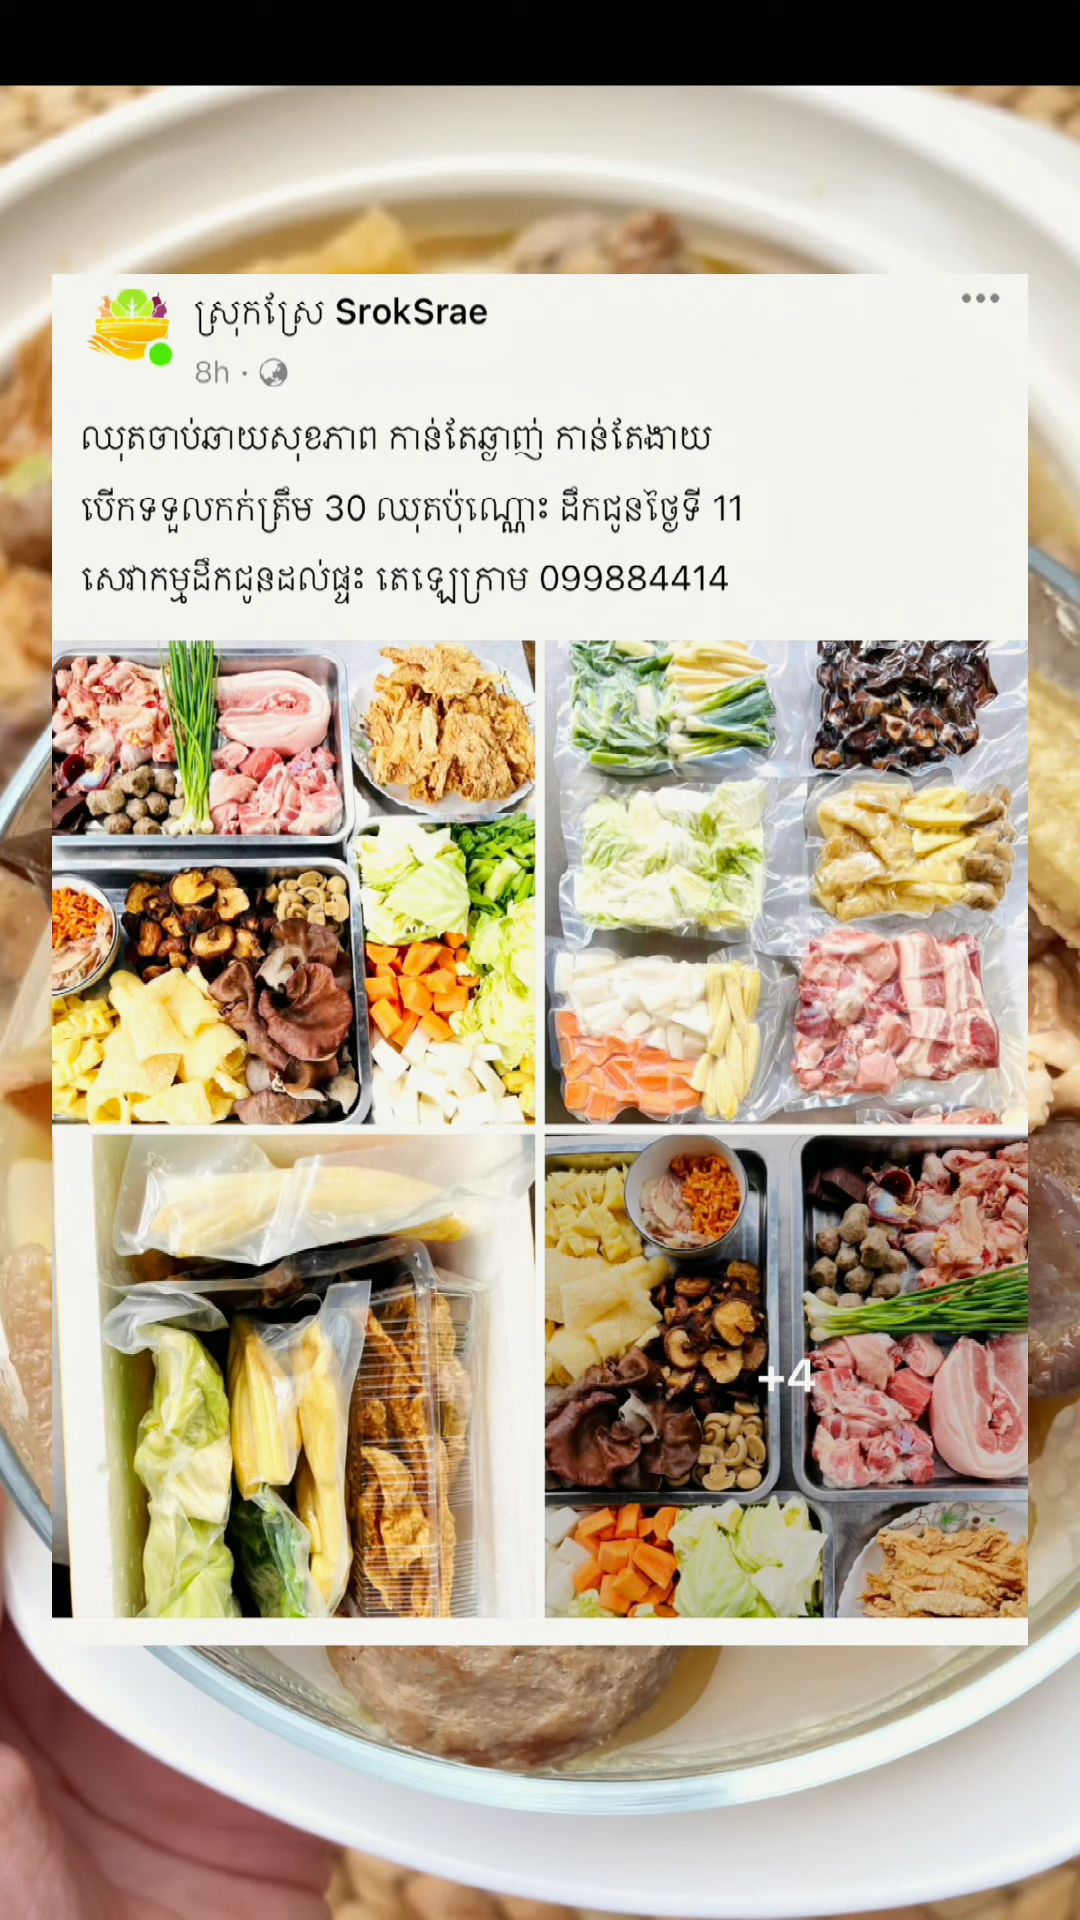 ស្រុកស្រែ SrokSrae
8h ·
ឈុតចាប់ឆាយសុខភាព កាន់តែឆ្ងាញ់ កាន់តែងាយ
បើកទទួលកក់ត្រឹម 30 ឈុតប៉ុណ្ណោះ ដឹកជូនថ្ងៃទី 11
សេវាកម្មដឹកជូនដល់ផ្ទះ តេឡេក្រាម 099884414
+4